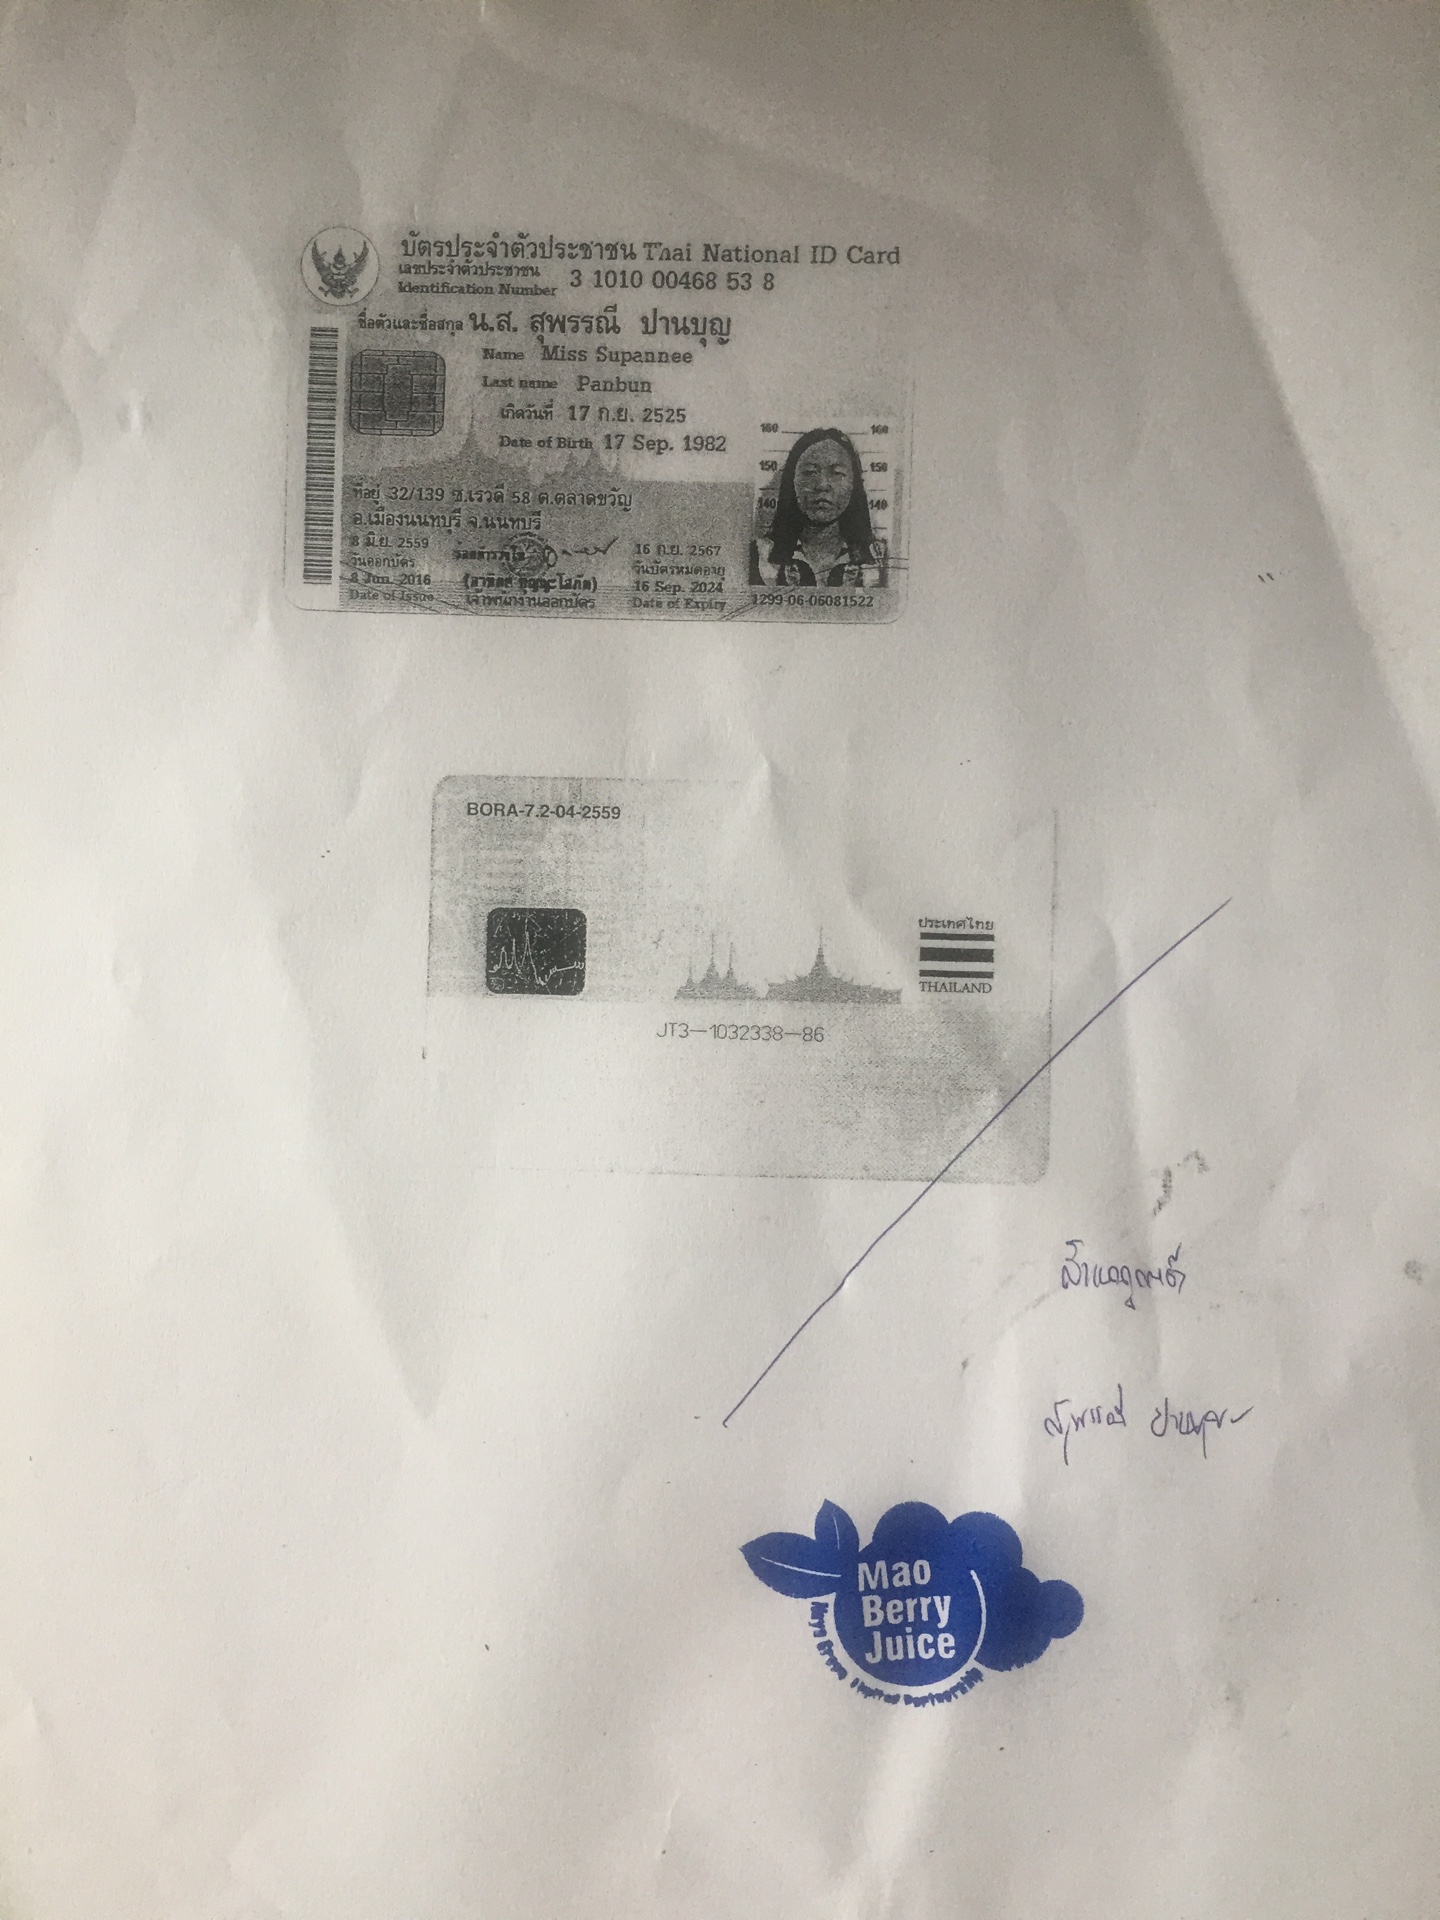 บัตรประจำตัวประชาชน Thai National ID Card
เลขประจำตัวประชาชน
Identification Number 3 1010 00468 53 8
ชื่อตัวและชื่อสกุล น.ส. สุพรรณี ปานบุญ
Name Miss Supannee
Last name Panbun
เกิดวันที่ 17 ก.ย. 2525
Date of Birth 17 Sep. 1982
160 160
150 150
140 140
ที่อยู่ 32/139 ซ.เรวดี 58 ต.ตลาดขวัญ
อ.เมืองนนทบุรี จ.นนทบุรี
8 มิ.ย. 2559
วันออกบัตร
8 Jun. 2016
Date of Issue
เจ้าพนักงานออกบัตร
16 ก.ย. 2567
วันบัตรหมดอายุ
16 Sep. 2024
Date of Expiry
1299-06-06081522
BORA-7.2-04-2559
ประเทศไทย
THAILAND
JT3-1032338-86
สำเนาถูกต้อง
สุพรรณี ปานบุญ
Mao
Berry
Juice
Limited Partnership